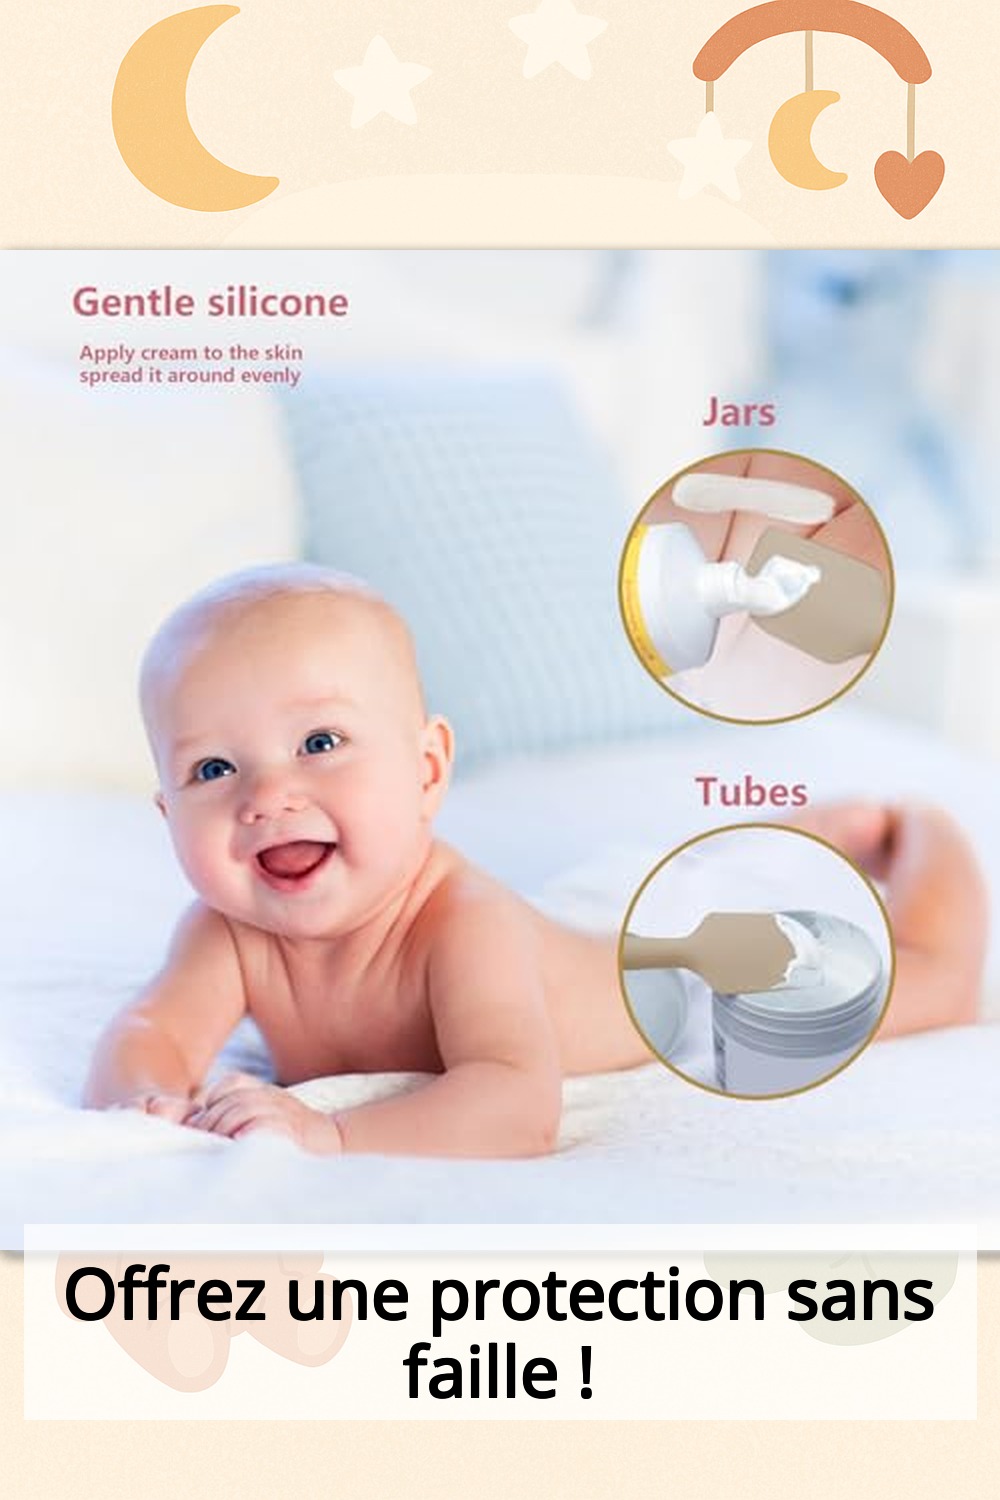 Gentle silicone
Apply cream to the skin
spread it around evenly
Jars
Tubes
Offrez une protection sans
faille !